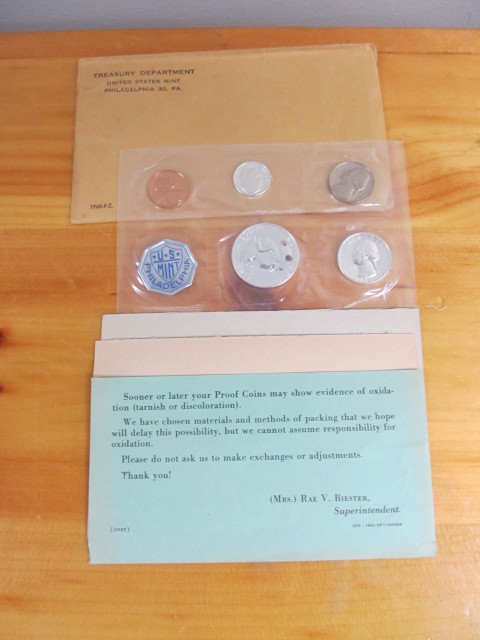 TREASURY DEPARTMENT
UNITED STATES MINT
PHILADELPHIA 30, PA.
1960-P.C.
U·S·
MINT
PHILADELPHIA
Sooner or later your Proof Coins may show evidence of oxida-
tion (tarnish or discoloration).
We have chosen materials and methods of packing that we hope
will delay this possibility, but we cannot assume responsibility for
oxidation.
Please do not ask us to make exchanges or adjustments.
Thank you!
(Mrs.) Rae V. Biester,
Superintendent.
(over)